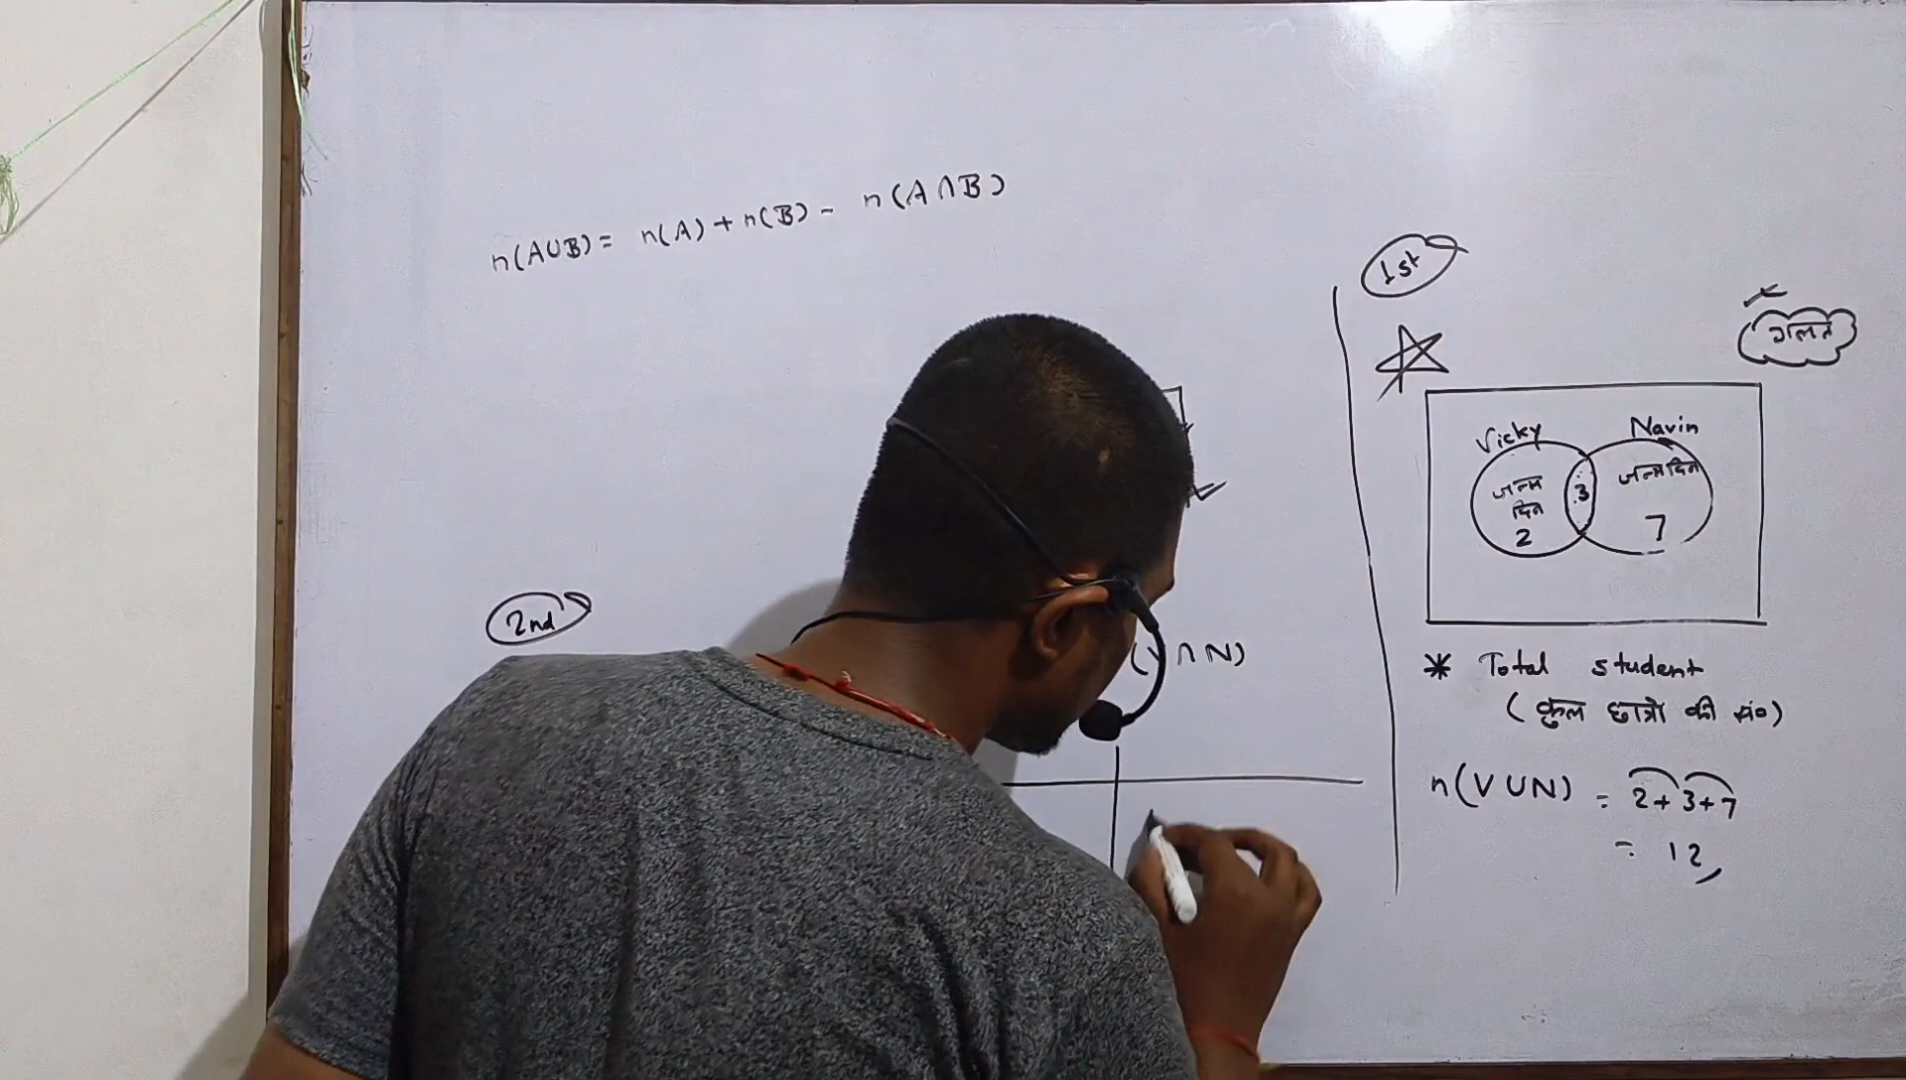 n(A∪B) = n(A) + n(B) - n(A∩B)
2nd
∩ N)
1st
गलत
Vicky Navin
जन्म दिन 2
3
जन्मदिन 7
* Total student
(कुल छात्रों की सं०)
n(V∪N) = 2+3+7
= 12